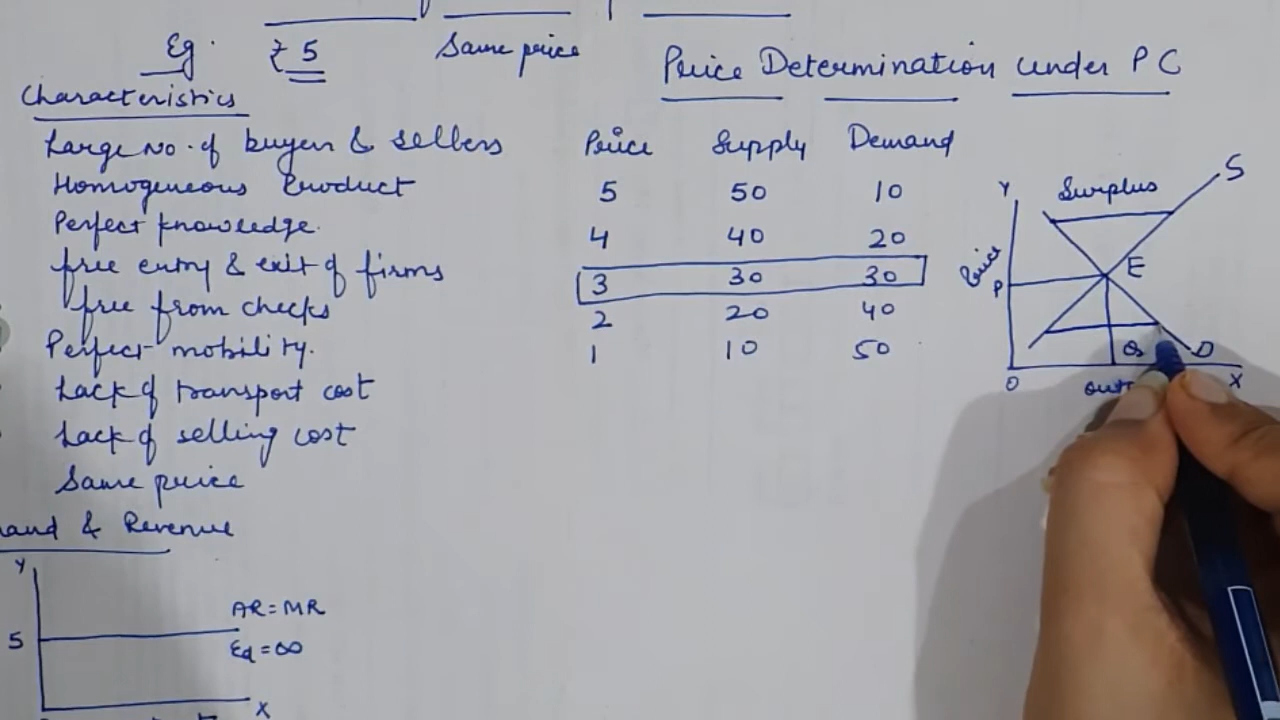 Eg. ₹ 5 Same price
Price Determination under PC
Characteristics
Large No. of buyers & sellers
Homogeneous Product
Perfect knowledge.
free entry & exit of firms
free from checks
Perfect mobility.
Lack of transport cost
Lack of selling cost
Same price
& Revenue
Y
5
AR = MR
Ed = ∞
X
Price Supply Demand
5 50 10
4 40 20
3 30 30
2 20 40
1 10 50
Y
Surplus
S
Price
P
E
Q
D
O
X